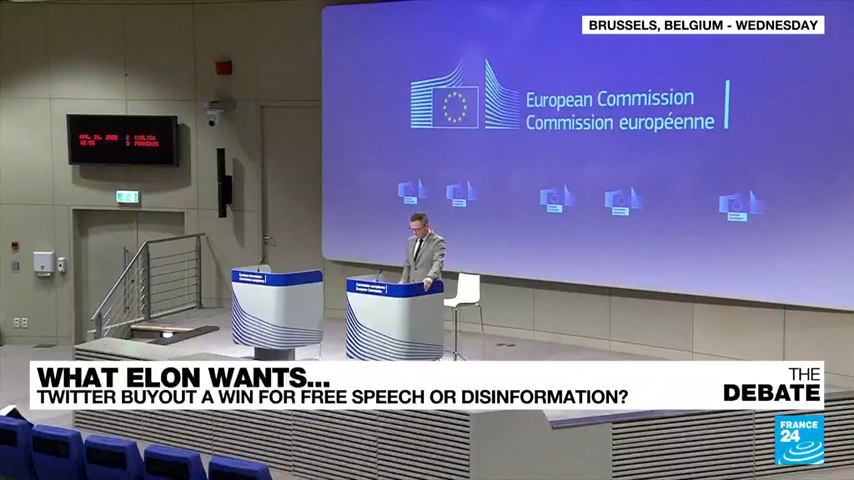 BRUSSELS, BELGIUM - WEDNESDAY
European Commission
Commission européenne
WHAT ELON WANTS...
TWITTER BUYOUT A WIN FOR FREE SPEECH OR DISINFORMATION?
THE
DEBATE
FRANCE
24